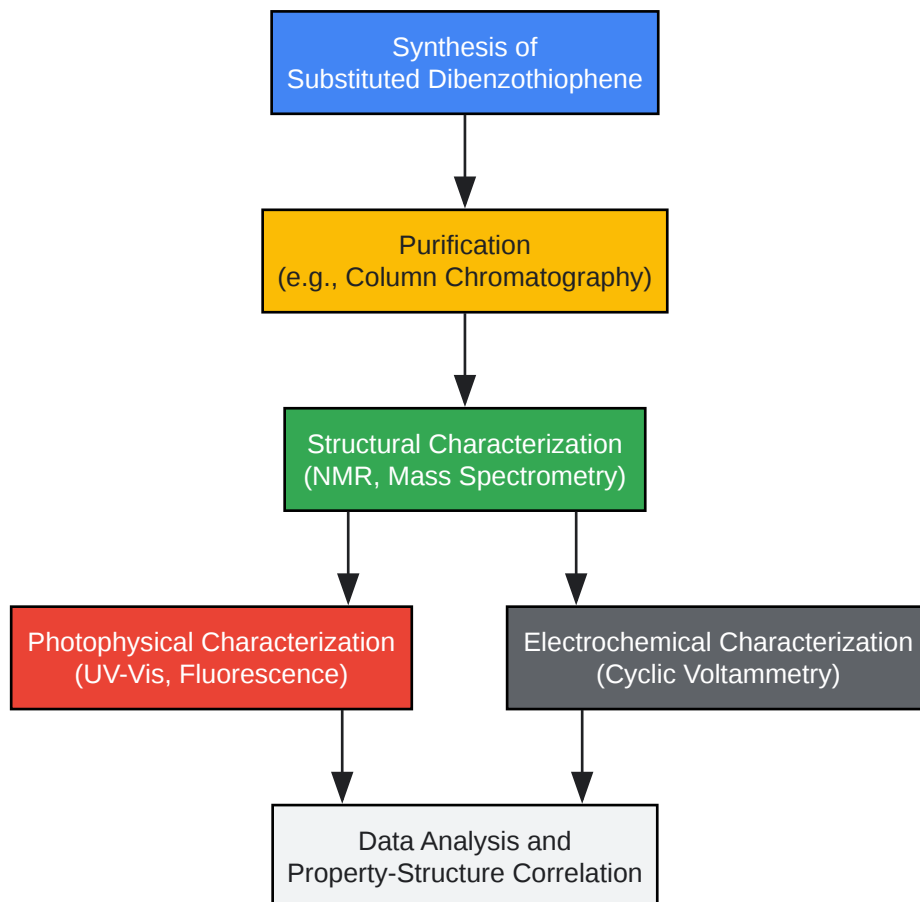 Synthesis of
Substituted Dibenzothiophene
Purification
(e.g., Column Chromatography)
Structural Characterization
(NMR, Mass Spectrometry)
Photophysical Characterization
(UV-Vis, Fluorescence)
Electrochemical Characterization
(Cyclic Voltammetry)
Data Analysis and
Property-Structure Correlation